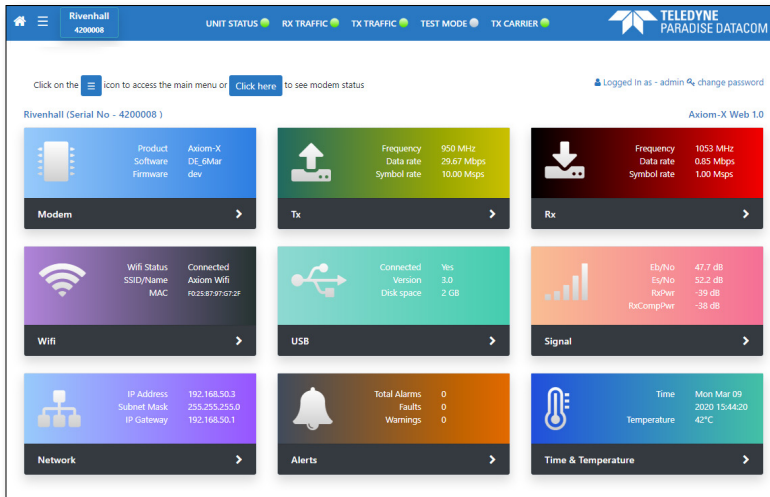 Rivenhall
4200008
UNIT STATUS RX TRAFFIC TX TRAFFIC TEST MODE TX CARRIER
TELEDYNE
PARADISE DATACOM
Click on the icon to access the main menu or Click here to see modem status
Logged In as - admin change password
Rivenhall (Serial No - 4200008 )
Axiom-X Web 1.0
Product Axiom-X
Software DE_6Mar
Firmware dev
Modem
Frequency 950 MHz
Data rate 29.67 Mbps
Symbol rate 10.00 Msps
Tx
Frequency 1053 MHz
Data rate 0.85 Mbps
Symbol rate 1.00 Msps
Rx
Wifi Status Connected
SSID/Name Axiom Wifi
MAC F0:25:B7:97:G7:2F
Wifi
Connected Yes
Version 3.0
Disk space 2 GB
USB
Eb/No 47.7 dB
Es/No 52.2 dB
RxPwr -39 dB
RxCompPwr -38 dB
Signal
IP Address 192.168.50.3
Subnet Mask 255.255.255.0
IP Gateway 192.168.50.1
Network
Total Alarms 0
Faults 0
Warnings 0
Alerts
Time Mon Mar 09
2020 15:44:20
Temperature 42°C
Time & Temperature